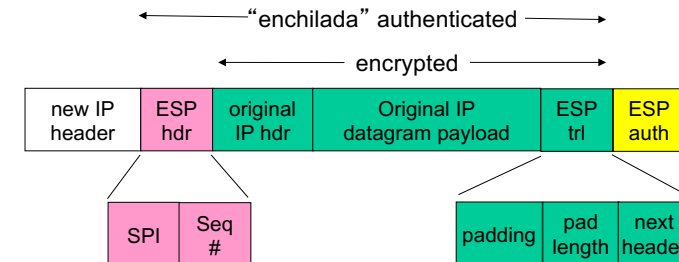 “enchilada” authenticated
encrypted
new IP header
ESP hdr
original IP hdr
Original IP datagram payload
ESP trl
ESP auth
SPI
Seq #
padding
pad length
next header